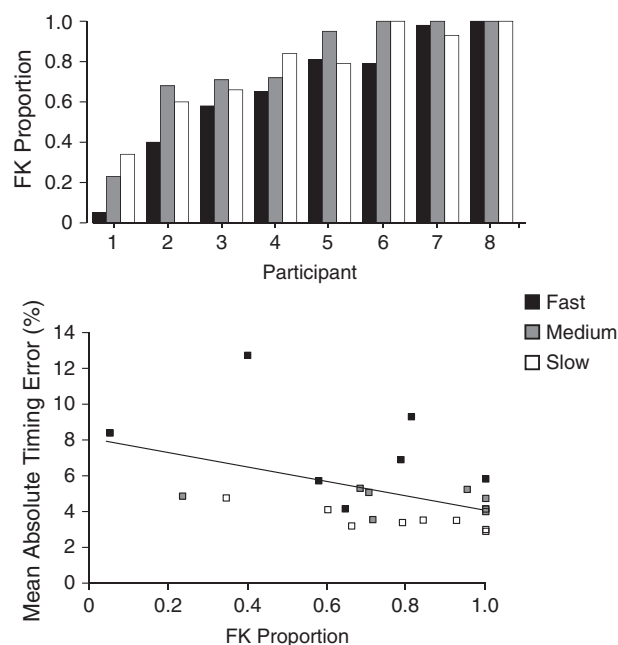 FK Proportion
1.0
0.8
0.6
0.4
0.2
0
1 2 3 4 5 6 7 8
Participant
Fast
Medium
Slow
Mean Absolute Timing Error (%)
14
12
10
8
6
4
2
0
0 0.2 0.4 0.6 0.8 1.0
FK Proportion